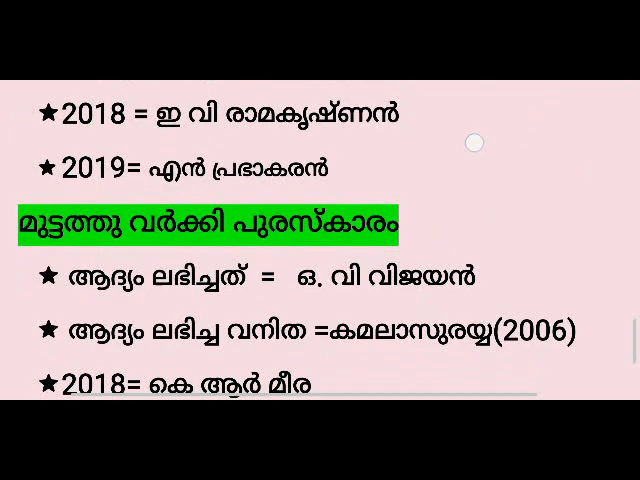 ★2018 = ഇ വി രാമകൃഷ്ണൻ
★2019= എൻ പ്രഭാകരൻ
മുട്ടത്തു വർക്കി പുരസ്കാരം
★ ആദ്യം ലഭിച്ചത് = ഒ. വി വിജയൻ
★ ആദ്യം ലഭിച്ച വനിത =കമലാസുരയ്യ(2006)
★2018= കെ ആർ മീര